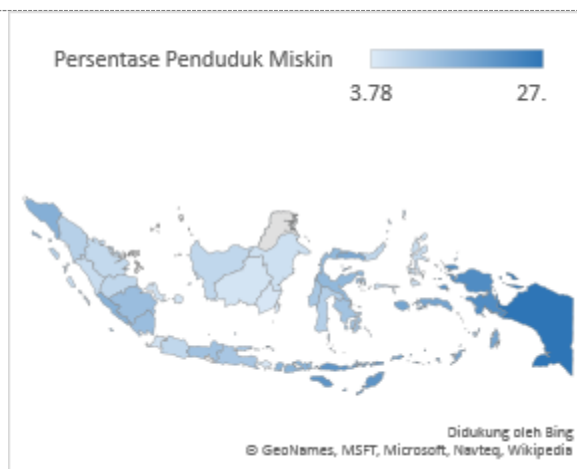 Persentase Penduduk Miskin
3.78 27.
Didukung oleh Bing
© GeoNames, MSFT, Microsoft, Navteq, Wikipedia